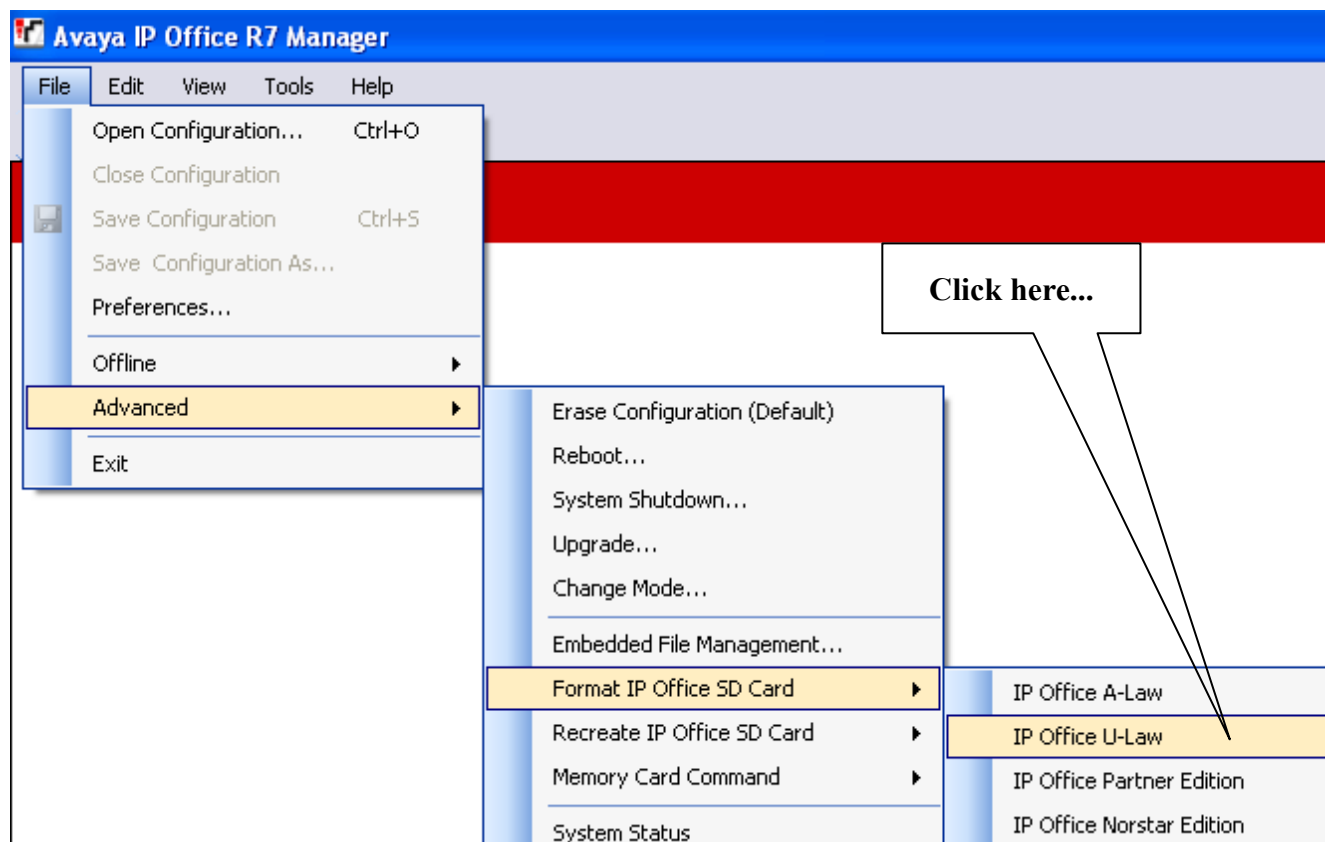 Avaya IP Office R7 Manager
File Edit View Tools Help
Open Configuration... Ctrl+O
Close Configuration
Save Configuration Ctrl+S
Save Configuration As...
Preferences...
Offline
Advanced
Exit
Click here...
Erase Configuration (Default)
Reboot...
System Shutdown...
Upgrade...
Change Mode...
Embedded File Management...
Format IP Office SD Card
Recreate IP Office SD Card
Memory Card Command
System Status
IP Office A-Law
IP Office U-Law
IP Office Partner Edition
IP Office Norstar Edition